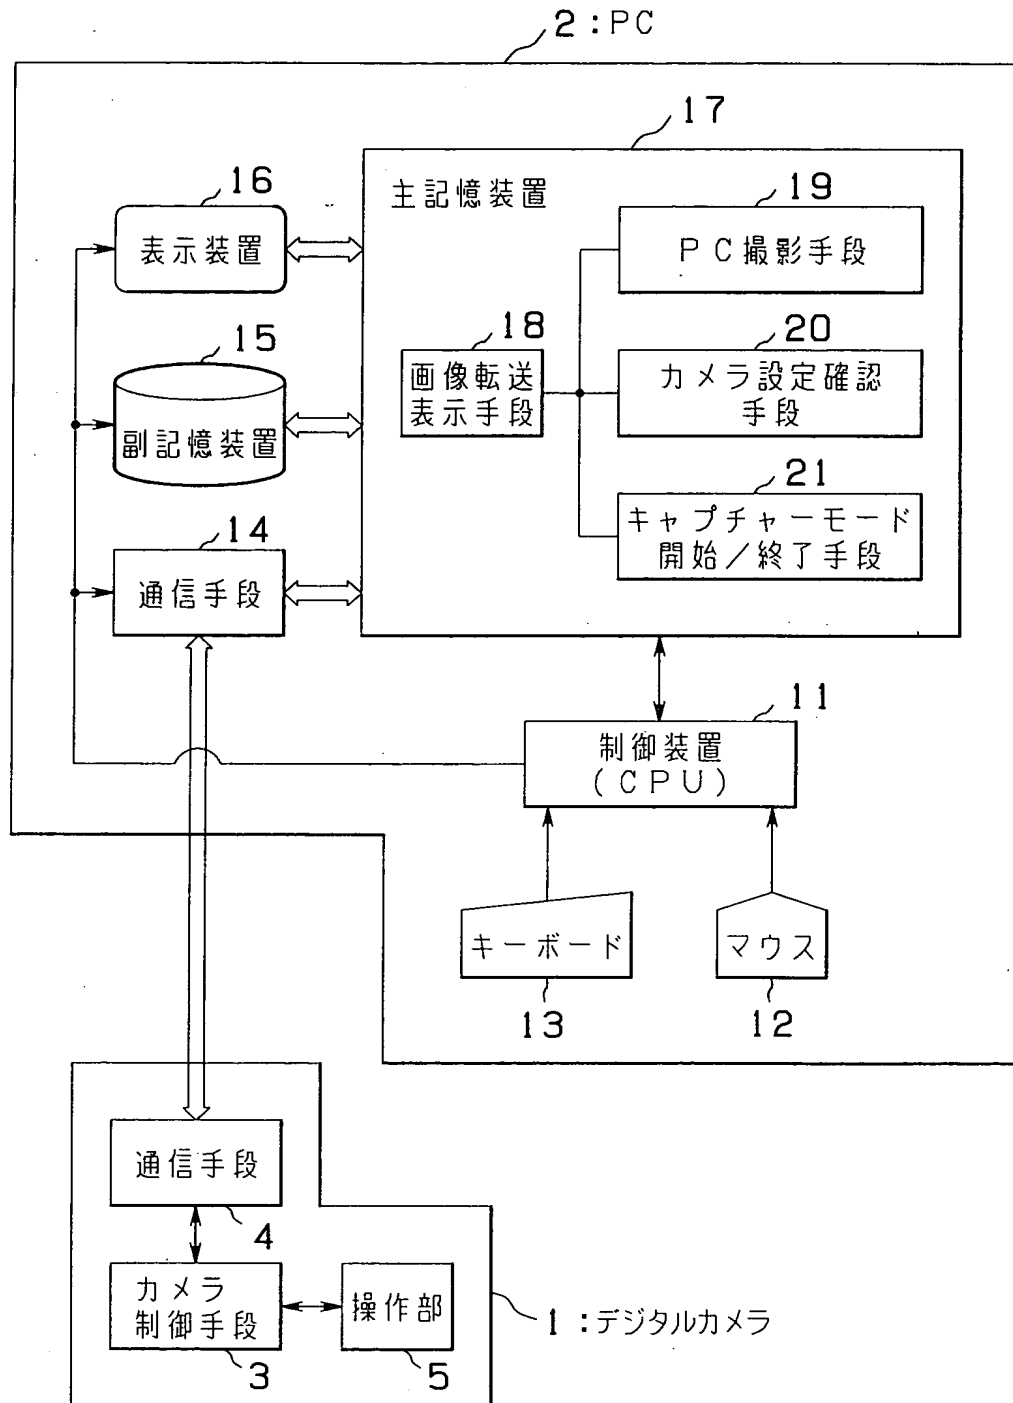 2:PC
17
主記憶装置
16
表示装置
19
PC撮影手段
15
副記憶装置
18
画像転送
表示手段
20
カメラ設定確認
手段
14
通信手段
21
キャプチャーモード
開始/終了手段
11
制御装置
(CPU)
キーボード
13
マウス
12
通信手段
4
カメラ
制御手段
3
操作部
5
1:デジタルカメラ